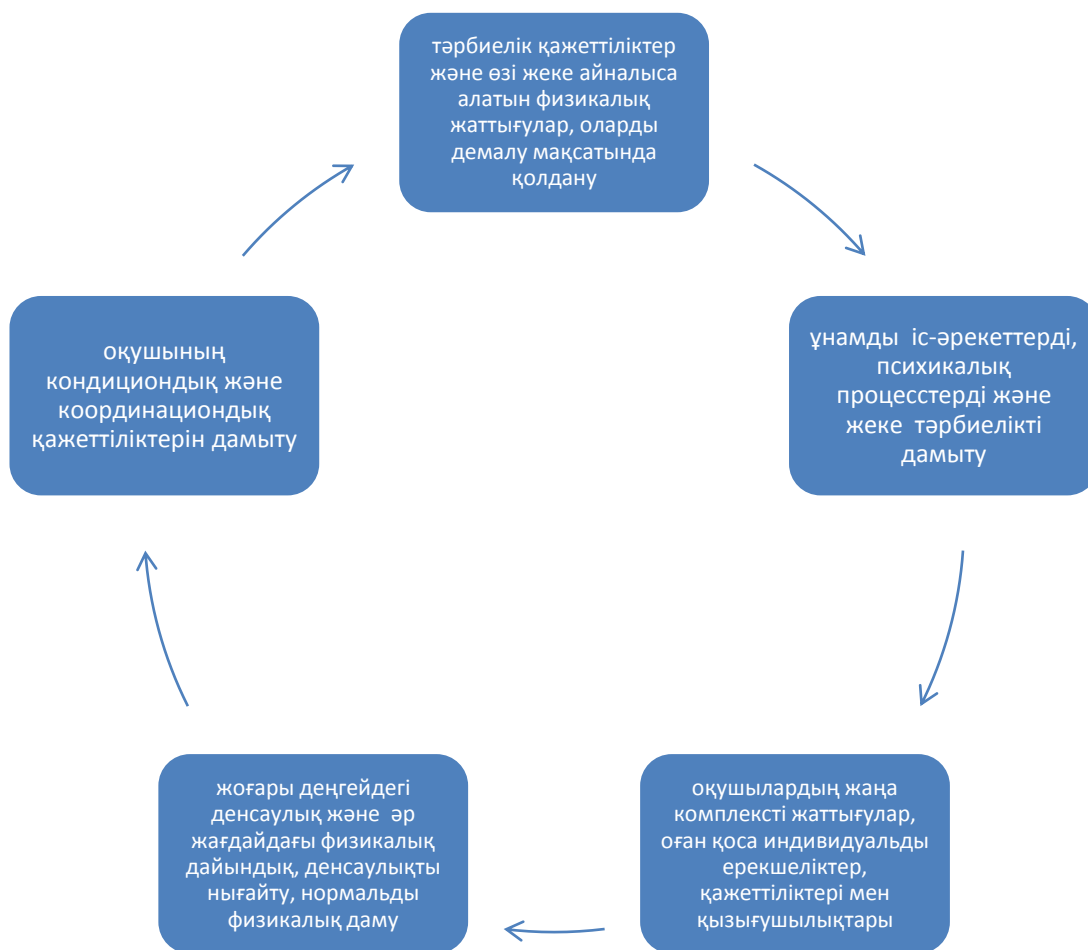 тәрбиелік қажеттіліктер
және өзі жеке айналыса
алатын физикалық
жаттығулар, оларды
демалу мақсатында
қолдану
ұнамды іс-әрекеттерді,
психикалық
процесстерді және
жеке тәрбиелікті
дамыту
оқушылардың жаңа
комплексті жаттығулар,
оған қоса индивидуальды
ерекшеліктер,
қажеттіліктері мен
қызығушылықтары
жоғары деңгейдегі
денсаулық және әр
жағдайдағы физикалық
дайындық, денсаулықты
нығайту, нормальды
физикалық даму
оқушының
кондициондық және
координациондық
қажеттіліктерін дамыту